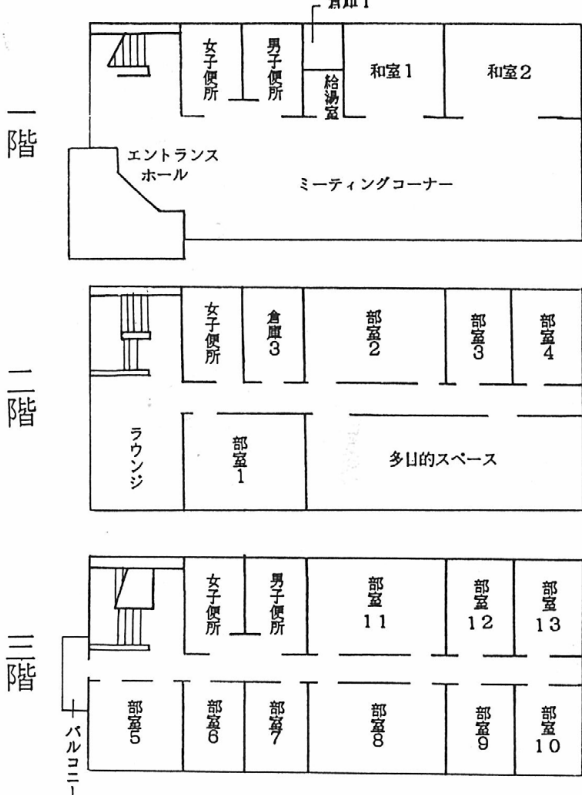 倉庫1
一階
女子便所
男子便所
給湯室
和室1
和室2
エントランス
ホール
ミーティングコーナー
二階
女子便所
倉庫3
部室2
部室3
部室4
ラウンジ
部室1
多目的スペース
三階
女子便所
男子便所
部室11
部室12
部室13
部室5
部室6
部室7
部室8
部室9
部室10
バルコニー